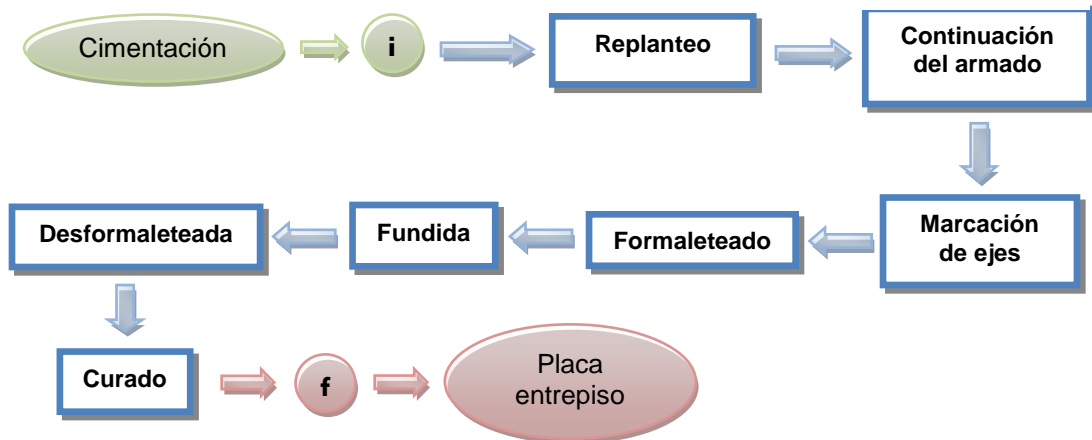 Cimentación
i
Replanteo
Continuación
del armado
Marcación
de ejes
Formaleteado
Fundida
Desformaleteada
Curado
f
Placa
entrepiso